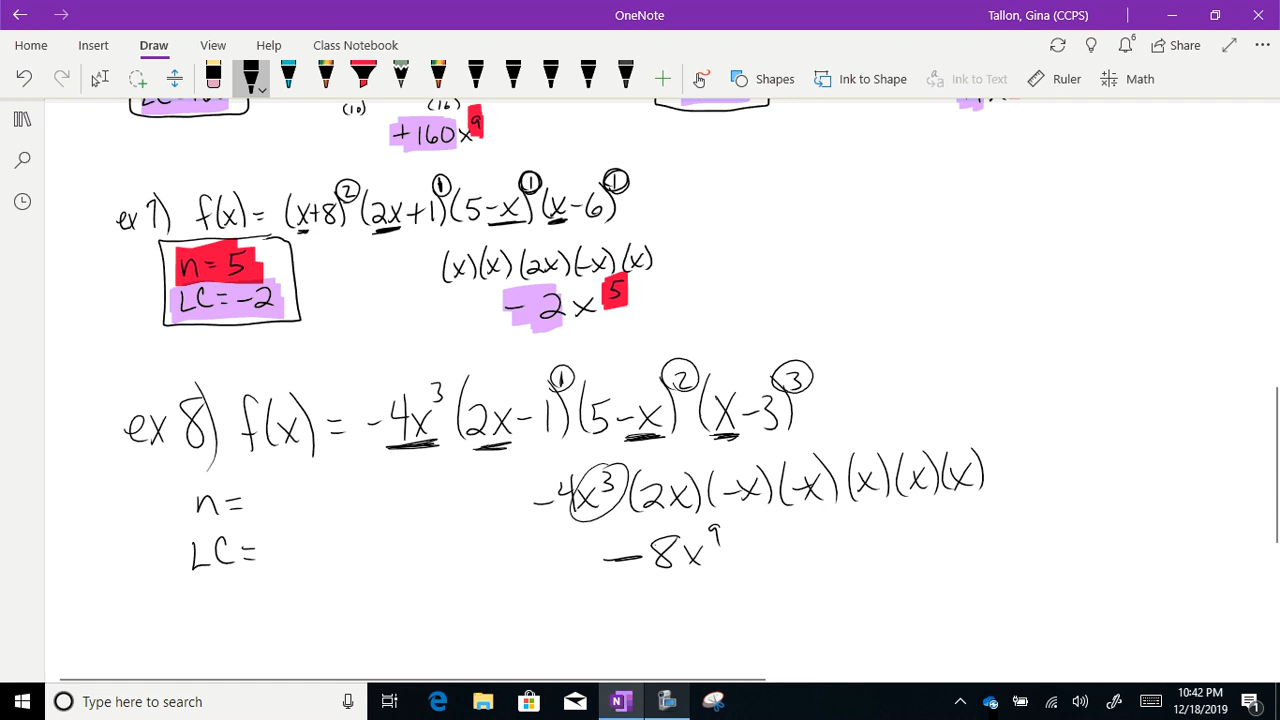 OneNote
Tallon, Gina (CCPS)
Home Insert Draw View Help Class Notebook
Share
Shapes Ink to Shape Ink to Text Ruler Math
(10) (16)
+160x⁹
ex 7) f(x) = (x+8)² (2x+1)¹ (5-x)¹ (x-6)¹
n = 5
(x)(x)(2x)(-x)(x)
LC = -2
-2x⁵
ex 8) f(x) = -4x³ (2x-1)¹ (5-x)² (x-3)³
n =
-4x³ (2x)(-x)(-x)(x)(x)(x)
LC =
-8x⁹
Type here to search
10:42 PM
12/18/2019